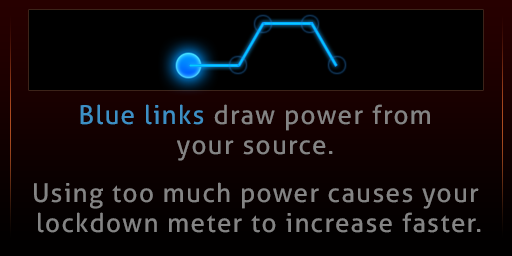 Blue links draw power from
your source.
Using too much power causes your
lockdown meter to increase faster.